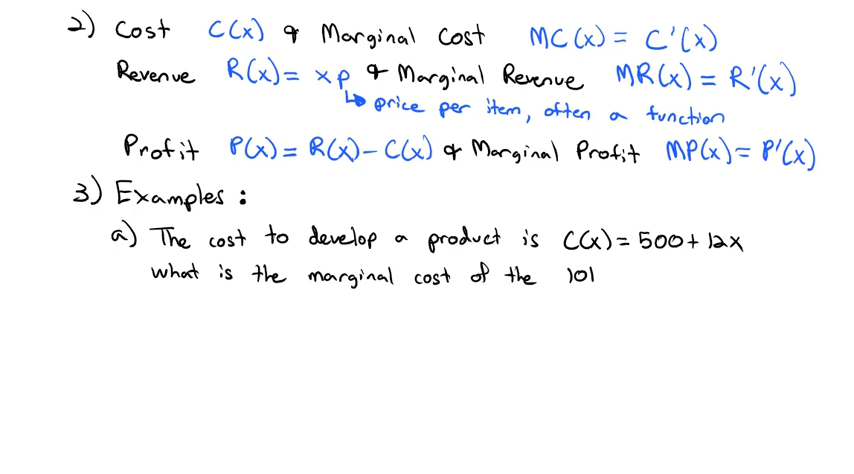 2) Cost C(x) & Marginal Cost MC(x) = C'(x)
Revenue R(x) = xp & Marginal Revenue MR(x) = R'(x)
↳ price per item, often a function
Profit P(x) = R(x) - C(x) & Marginal Profit MP(x) = P'(x)
3) Examples:
a) The cost to develop a product is C(x) = 500 + 12x
what is the marginal cost of the 101